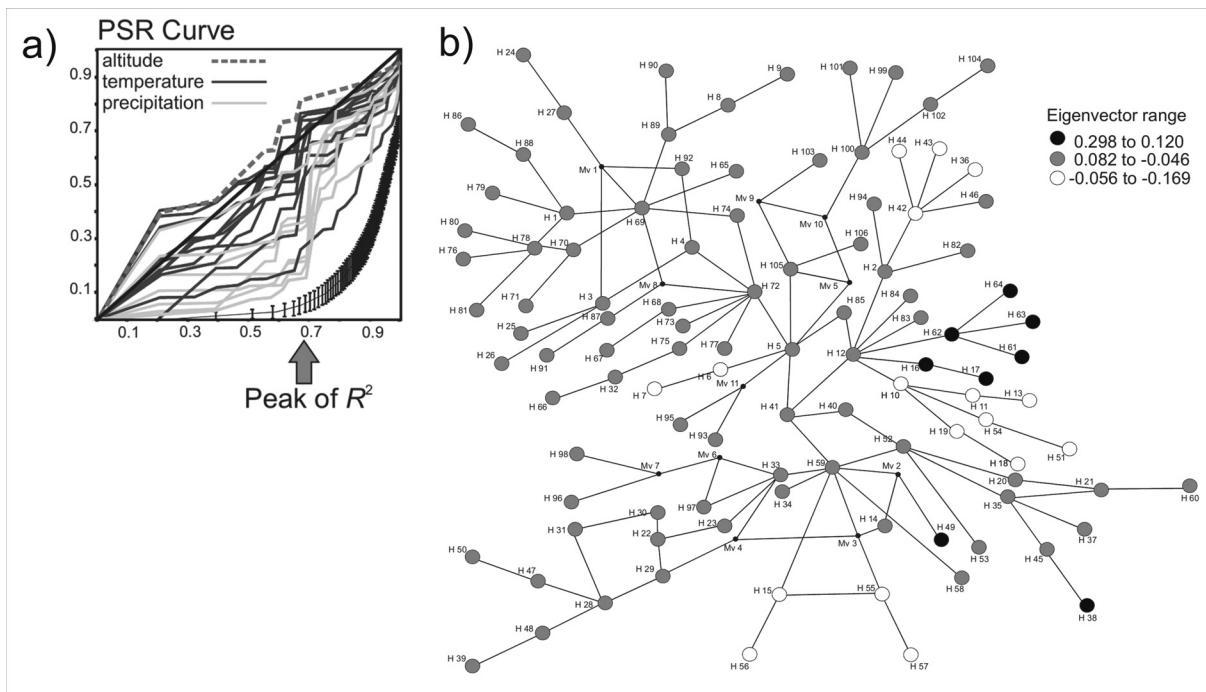 a)
PSR Curve
altitude
temperature
precipitation
0.9
0.7
0.5
0.3
0.1
0.1 0.3 0.5 0.7 0.9
Peak of R²
b)
Eigenvector range
0.298 to 0.120
0.082 to -0.046
-0.056 to -0.169
H 24
H 90
H 9
H 101
H 99
H 104
H 27
H 8
H 102
H 86
H 89
H 44
H 43
H 88
H 100
H 36
Mv 1
H 92
H 65
H 103
H 79
H 42
H 46
H 1
H 69
H 74
Mv 9
Mv 10
H 94
H 80
H 78
H 70
H 4
H 106
H 82
H 76
H 105
H 2
H 71
H 3
Mv 8
H 72
Mv 5
H 84
H 64
H 81
H 87
H 68
H 85
H 83
H 63
H 25
H 73
H 62
H 26
H 91
H 67
H 75
H 77
H 5
H 12
H 61
H 16
H 17
H 32
H 6
H 7
Mv 11
H 10
H 13
H 66
H 11
H 95
H 93
H 41
H 40
H 54
H 19
H 51
H 98
Mv 7
Mv 6
H 33
H 59
H 52
Mv 2
H 18
H 20
H 21
H 60
H 96
H 97
H 34
H 35
H 30
H 23
H 14
H 49
H 37
H 31
H 22
Mv 4
Mv 3
H 53
H 45
H 50
H 47
H 29
H 58
H 28
H 15
H 55
H 38
H 48
H 39
H 56
H 57